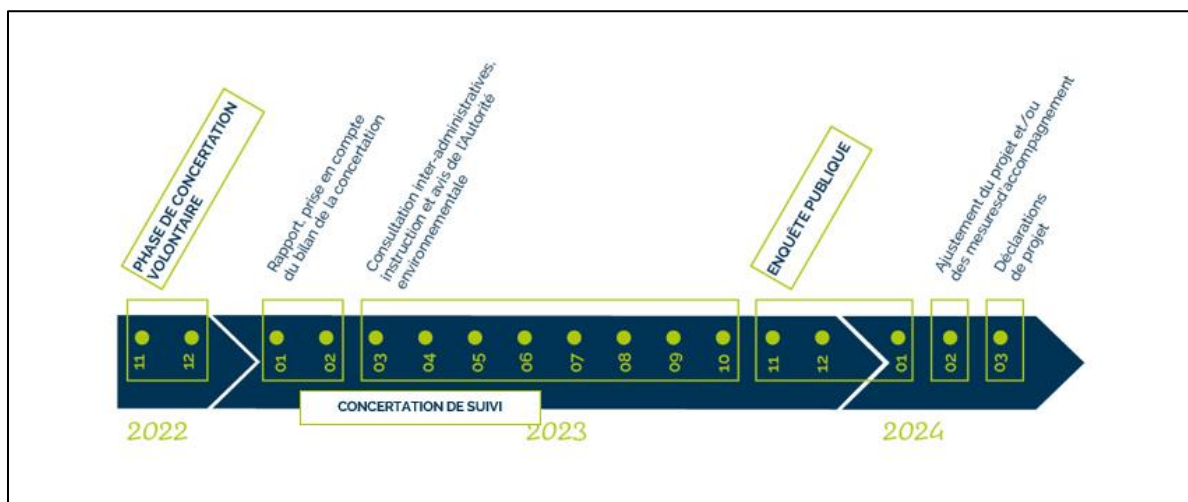 PHASE DE CONCERTATION
VOLONTAIRE
Rapport, prise en compte
du bilan de la concertation
Consultation inter-administratives,
instruction et avis de l'Autorité
environnementale
ENQUÊTE PUBLIQUE
Ajustement du projet et/ou
des mesuresd'accompagnement
Déclarations
de projet
11
12
01
02
03
04
05
06
07
08
09
10
11
12
01
02
03
CONCERTATION DE SUIVI
2022
2023
2024